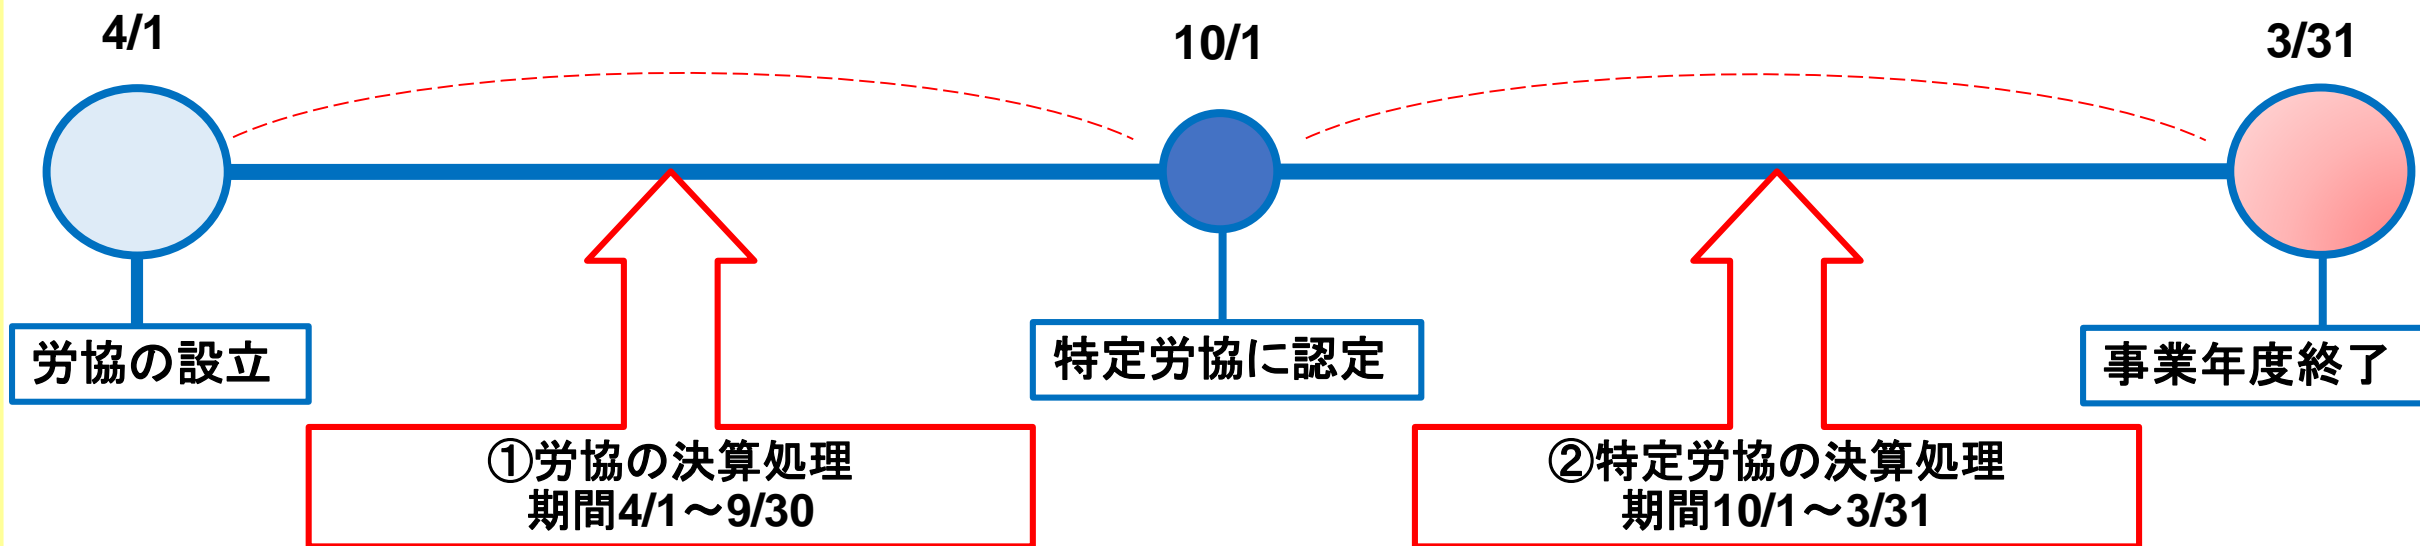 4/1
10/1
3/31
労協の設立
特定労協に認定
事業年度終了
①労協の決算処理
期間4/1～9/30
②特定労協の決算処理
期間10/1～3/31